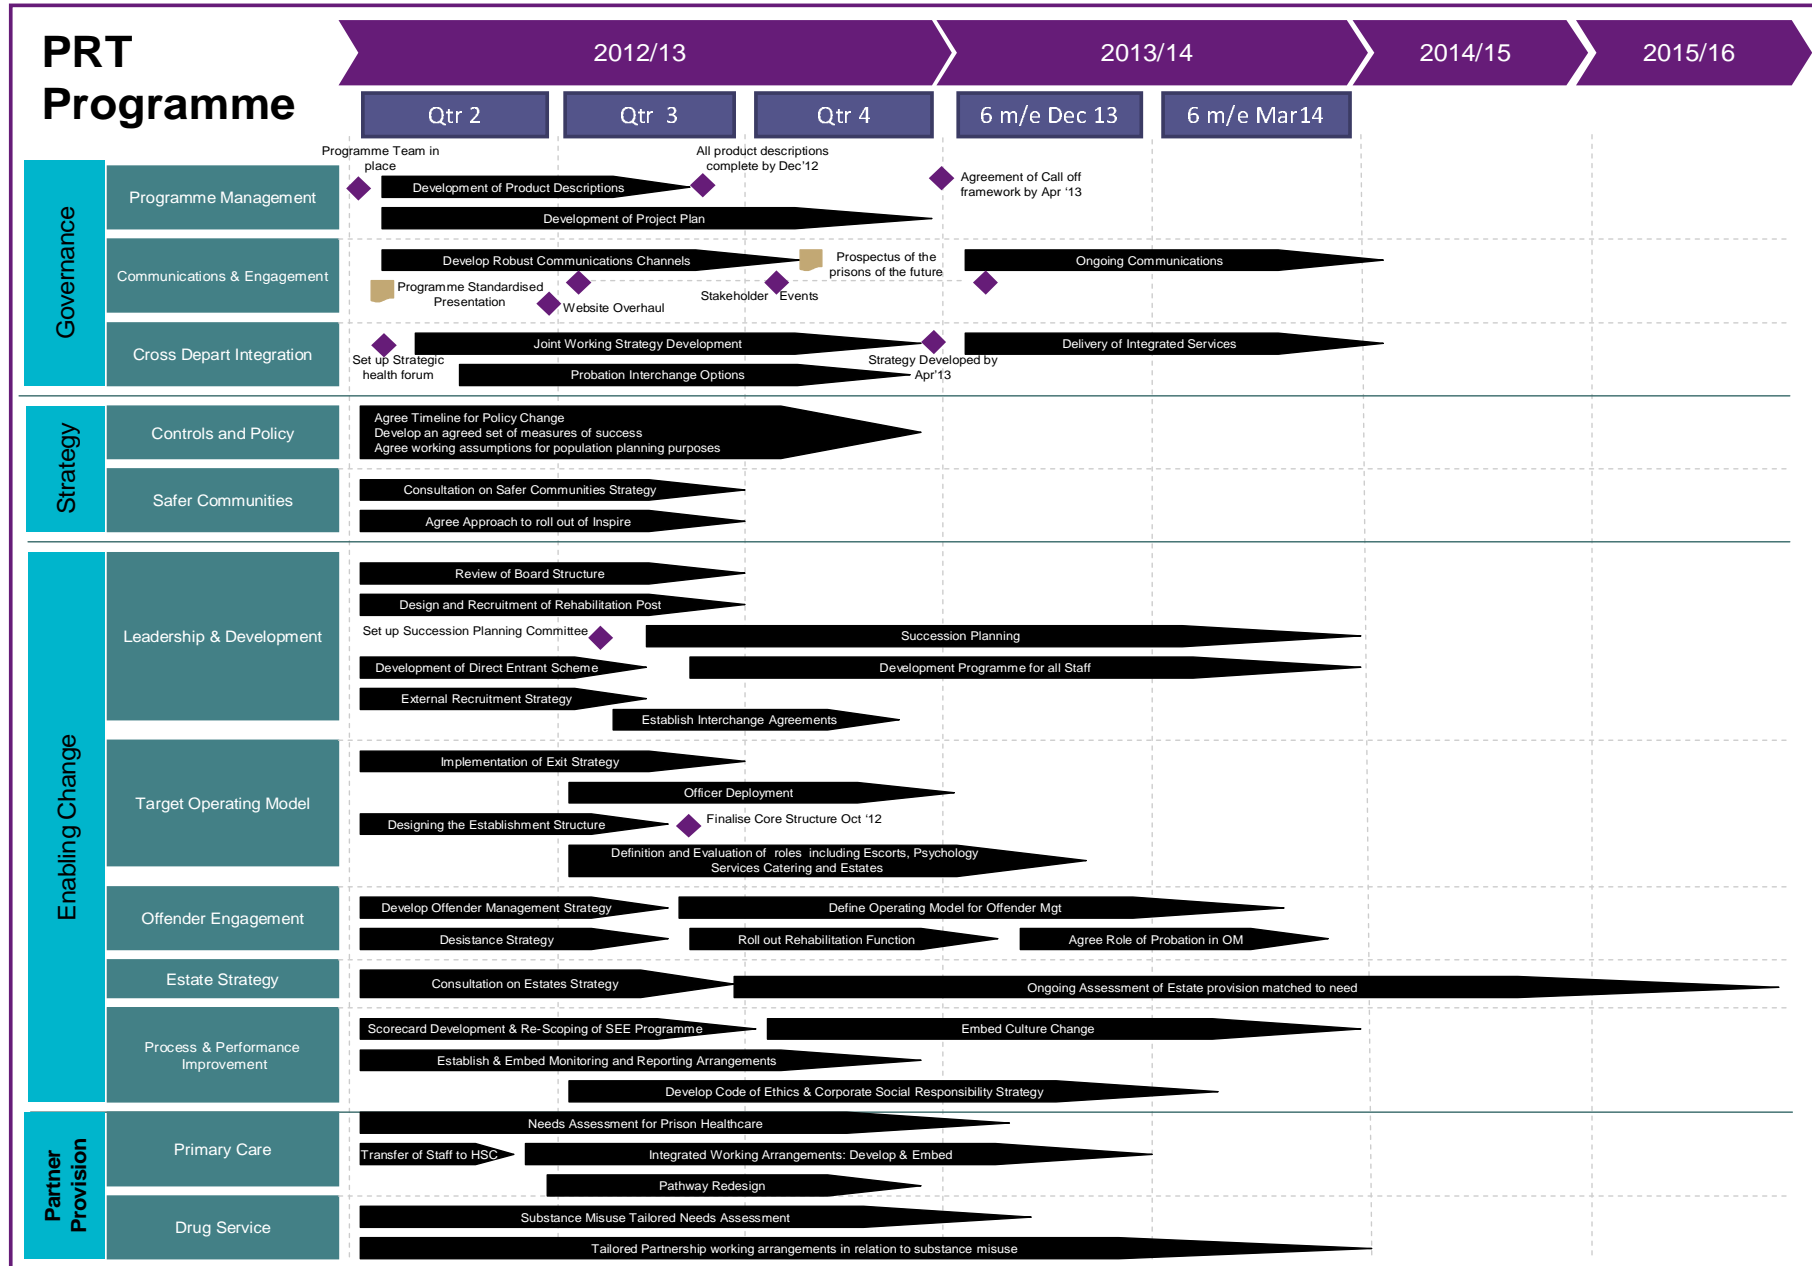 PRT
Programme
2012/13
2013/14
2014/15
2015/16
Qtr 2
Qtr 3
Qtr 4
6 m/e Dec 13
6 m/e Mar14
Governance
Programme Management
Programme Team in
place
Development of Product Descriptions
All product descriptions
complete by Dec'12
Agreement of Call off
framework by Apr ‘13
Development of Project Plan
Communications & Engagement
Develop Robust Communications Channels
Prospectus of the
prisons of the future
Ongoing Communications
Programme Standardised
Presentation
Website Overhaul
Stakeholder Events
Cross Depart Integration
Set up Strategic
health forum
Joint Working Strategy Development
Strategy Developed by
Apr'13
Delivery of Integrated Services
Probation Interchange Options
Strategy
Controls and Policy
Agree Timeline for Policy Change
Develop an agreed set of measures of success
Agree working assumptions for population planning purposes
Safer Communities
Consultation on Safer Communities Strategy
Agree Approach to roll out of Inspire
Enabling Change
Leadership & Development
Review of Board Structure
Design and Recruitment of Rehabilitation Post
Set up Succession Planning Committee
Succession Planning
Development of Direct Entrant Scheme
Development Programme for all Staff
External Recruitment Strategy
Establish Interchange Agreements
Target Operating Model
Implementation of Exit Strategy
Officer Deployment
Designing the Establishment Structure
Finalise Core Structure Oct ‘12
Definition and Evaluation of roles including Escorts, Psychology
Services Catering and Estates
Offender Engagement
Develop Offender Management Strategy
Define Operating Model for Offender Mgt
Desistance Strategy
Roll out Rehabilitation Function
Agree Role of Probation in OM
Estate Strategy
Consultation on Estates Strategy
Ongoing Assessment of Estate provision matched to need
Process & Performance
Improvement
Scorecard Development & Re-Scoping of SEE Programme
Embed Culture Change
Establish & Embed Monitoring and Reporting Arrangements
Develop Code of Ethics & Corporate Social Responsibility Strategy
Partner
Provision
Primary Care
Needs Assessment for Prison Healthcare
Transfer of Staff to HSC
Integrated Working Arrangements: Develop & Embed
Pathway Redesign
Drug Service
Substance Misuse Tailored Needs Assessment
Tailored Partnership working arrangements in relation to substance misuse